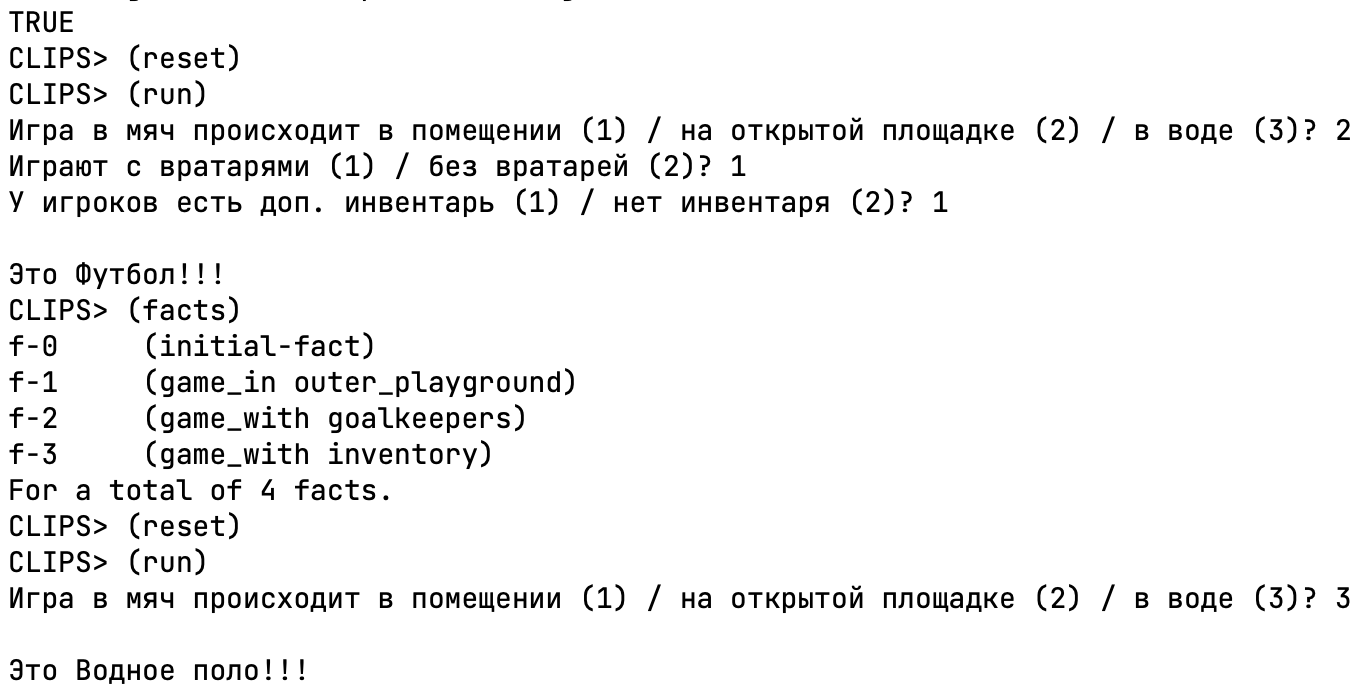 TRUE
CLIPS> (reset)
CLIPS> (run)
Игра в мяч происходит в помещении (1) / на открытой площадке (2) / в воде (3)? 2
Играют с вратарями (1) / без вратарей (2)? 1
У игроков есть доп. инвентарь (1) / нет инвентаря (2)? 1
Это Футбол!!!
CLIPS> (facts)
f-0     (initial-fact)
f-1     (game_in outer_playground)
f-2     (game_with goalkeepers)
f-3     (game_with inventory)
For a total of 4 facts.
CLIPS> (reset)
CLIPS> (run)
Игра в мяч происходит в помещении (1) / на открытой площадке (2) / в воде (3)? 3
Это Водное поло!!!